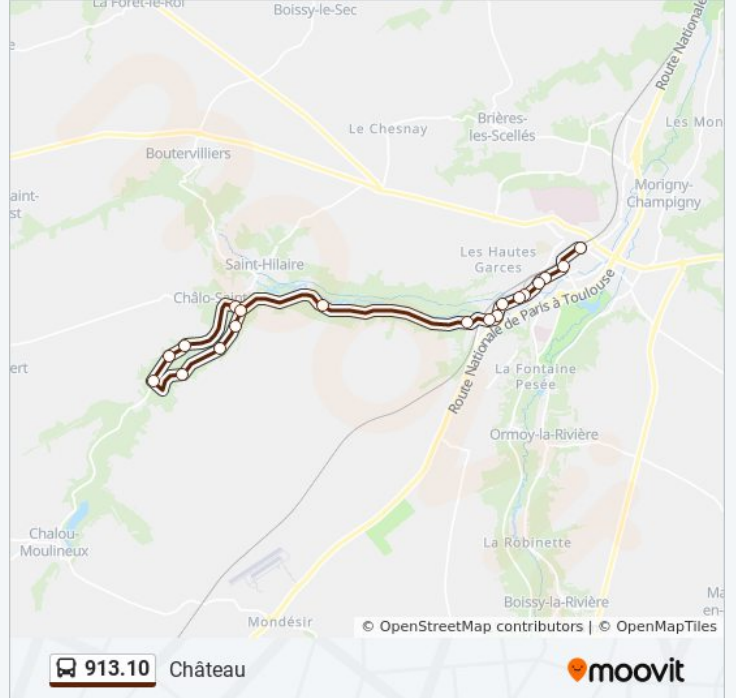 La Forêt-le-Roi
Boissy-le-Sec
Route Nationale
Brières-
les-Scellés
Le Chesnay
Les Mon
Boutervilliers
aint-
st
Morigny-
Champigny
Les Hautes
Garces
Saint-Hilaire
Châlo-Saint
Route Nationale de Paris à Toulouse
ert
La Fontaine
Pesée
Ormoy-la-Rivière
Chalou-
Moulineux
La Robinette
Boissy-la-Rivière
Ma
en-
Mondésir
© OpenStreetMap contributors | © OpenMapTiles
913.10 Château
moovit